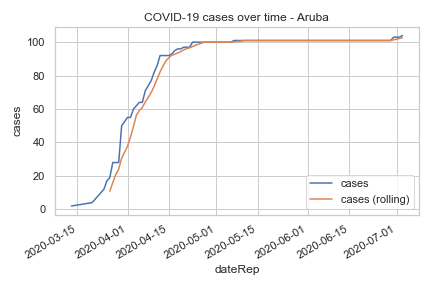 COVID-19 cases over time - Aruba
cases
100
80
60
40
20
0
cases
cases (rolling)
2020-03-15
2020-04-01
2020-04-15
2020-05-01
2020-05-15
2020-06-01
2020-06-15
2020-07-01
dateRep